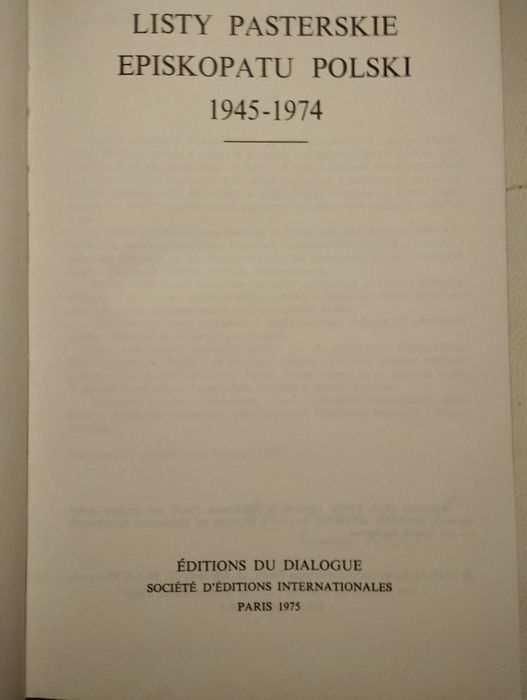 LISTY PASTERSKIE
EPISKOPATU POLSKI
1945-1974
ÉDITIONS DU DIALOGUE
SOCIÉTÉ D'ÉDITIONS INTERNATIONALES
PARIS 1975